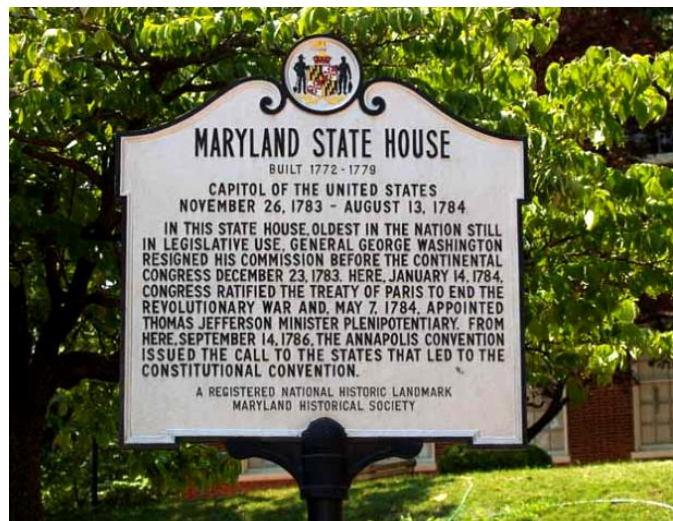 MARYLAND STATE HOUSE
BUILT 1772-1779
CAPITOL OF THE UNITED STATES
NOVEMBER 26, 1783 - AUGUST 13, 1784
IN THIS STATE HOUSE, OLDEST IN THE NATION STILL
IN LEGISLATIVE USE, GENERAL GEORGE WASHINGTON
RESIGNED HIS COMMISSION BEFORE THE CONTINENTAL
CONGRESS DECEMBER 23, 1783. HERE, JANUARY 14, 1784,
CONGRESS RATIFIED THE TREATY OF PARIS TO END THE
REVOLUTIONARY WAR AND, MAY 7, 1784, APPOINTED
THOMAS JEFFERSON MINISTER PLENIPOTENTIARY. FROM
HERE, SEPTEMBER 14, 1786, THE ANNAPOLIS CONVENTION
ISSUED THE CALL TO THE STATES THAT LED TO THE
CONSTITUTIONAL CONVENTION.
A REGISTERED NATIONAL HISTORIC LANDMARK
MARYLAND HISTORICAL SOCIETY